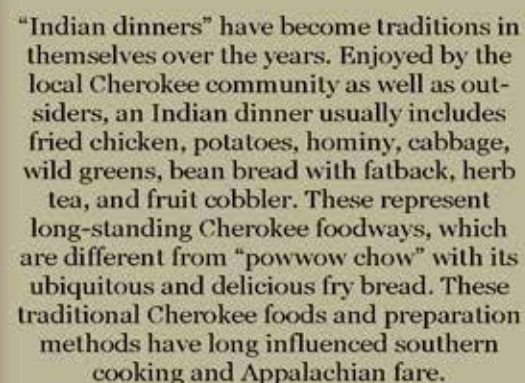 “Indian dinners” have become traditions in
themselves over the years. Enjoyed by the
local Cherokee community as well as out-
siders, an Indian dinner usually includes
fried chicken, potatoes, hominy, cabbage,
wild greens, bean bread with fatback, herb
tea, and fruit cobbler. These represent
long-standing Cherokee foodways, which
are different from “powwow chow” with its
ubiquitous and delicious fry bread. These
traditional Cherokee foods and preparation
methods have long influenced southern
cooking and Appalachian fare.